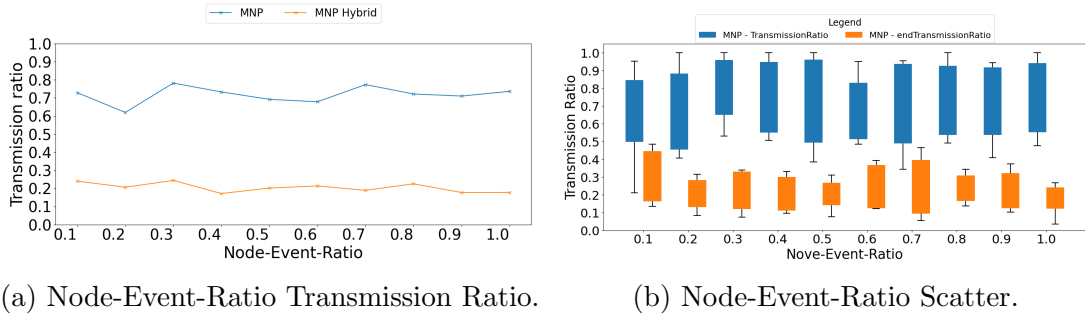 MNP MNP Hybrid
Transmission ratio
1.0
0.9
0.8
0.7
0.6
0.5
0.4
0.3
0.2
0.1
0.0
0.1 0.2 0.3 0.4 0.5 0.6 0.7 0.8 0.9 1.0
Node-Event-Ratio
(a) Node-Event-Ratio Transmission Ratio.
Legend
MNP - TransmissionRatio MNP - endTransmissionRatio
Transmission Ratio
1.0
0.9
0.8
0.7
0.6
0.5
0.4
0.3
0.2
0.1
0.0
0.1 0.2 0.3 0.4 0.5 0.6 0.7 0.8 0.9 1.0
Nove-Event-Ratio
(b) Node-Event-Ratio Scatter.